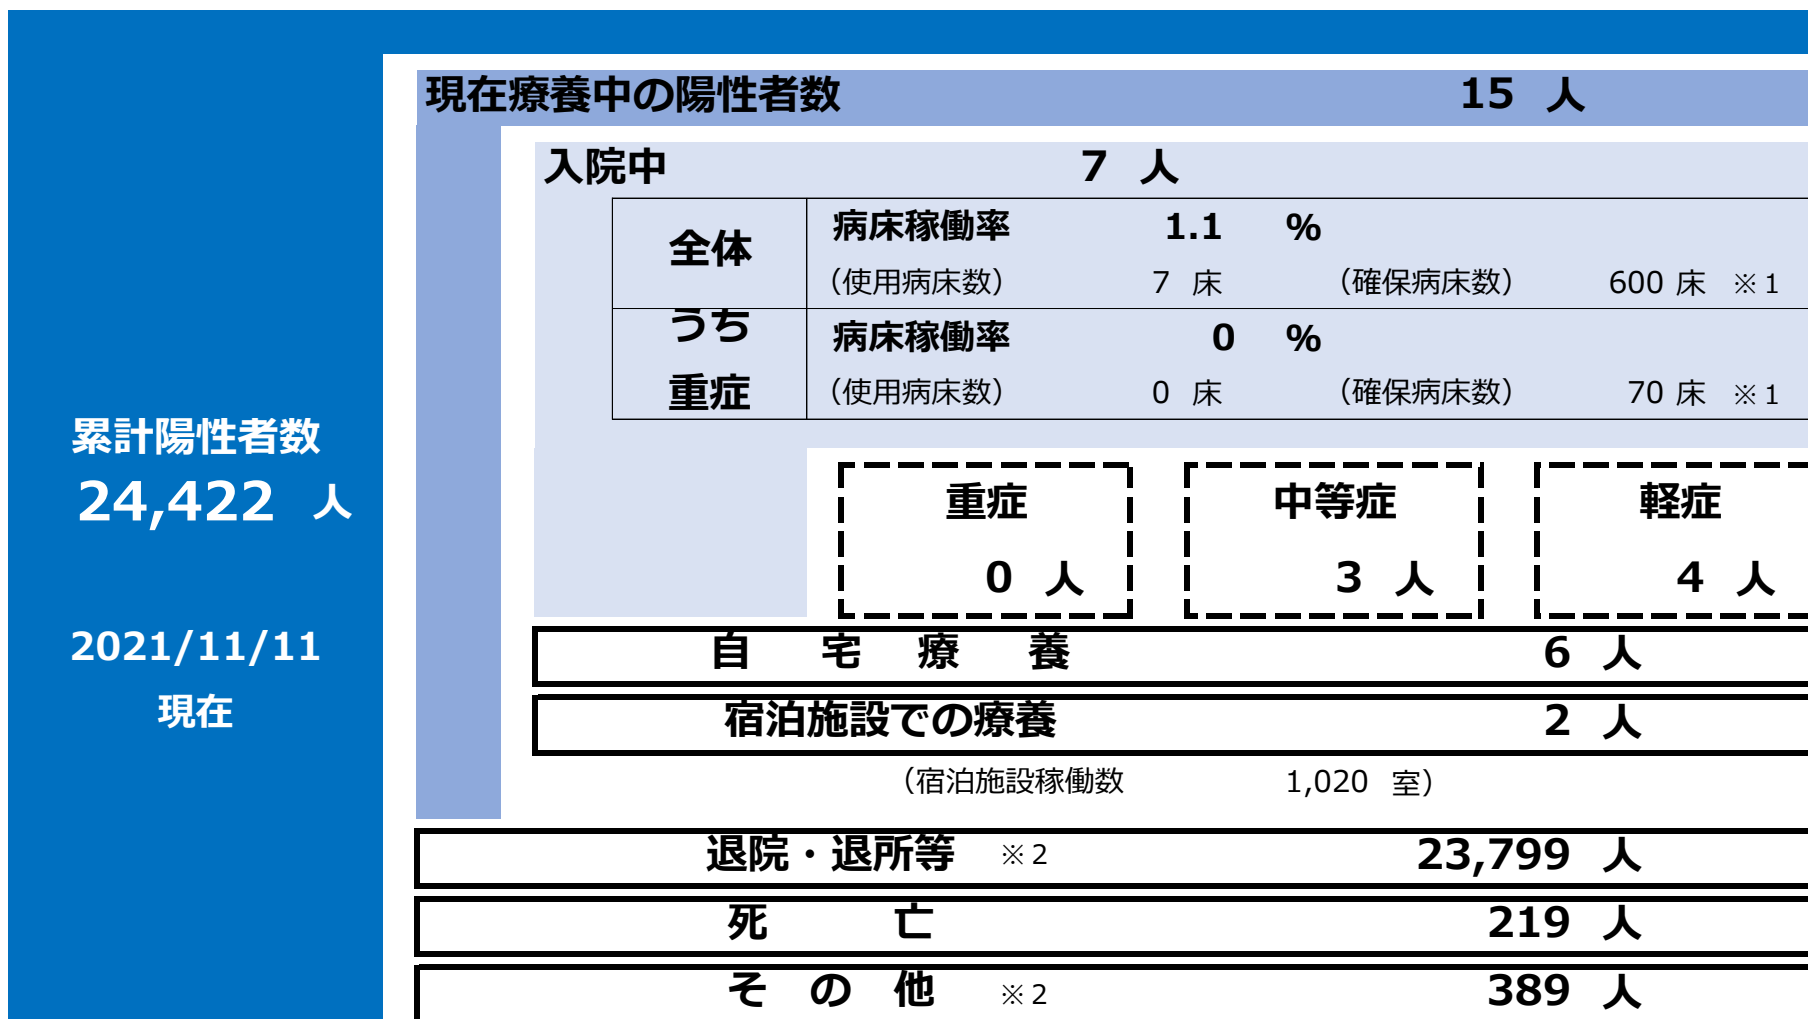 現在療養中の陽性者数 15 人
入院中 7 人
全体
病床稼働率 1.1 %
（使用病床数） 7 床 （確保病床数） 600 床 ※1
うち
重症
病床稼働率 0 %
（使用病床数） 0 床 （確保病床数） 70 床 ※1
累計陽性者数
24,422 人
2021/11/11
現在
重症 中等症 軽症
0 人 3 人 4 人
自宅療養 6 人
宿泊施設での療養 2 人
（宿泊施設稼働数 1,020 室）
退院・退所等 ※2 23,799 人
死亡 219 人
その他 ※2 389 人